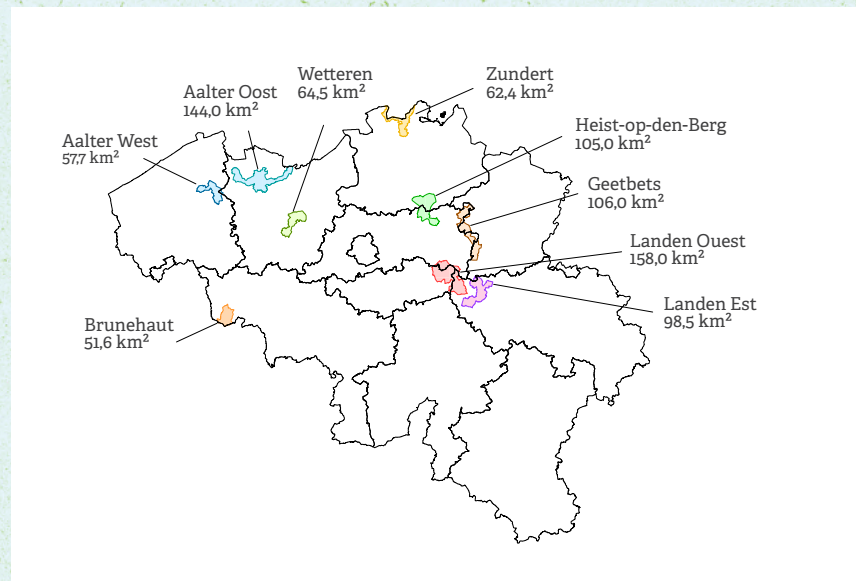 Wetteren
64,5 km²
Zundert
62,4 km²
Aalter Oost
144,0 km²
Heist-op-den-Berg
105,0 km²
Aalter West
57,7 km²
Geetbets
106,0 km²
Landen Ouest
158,0 km²
Landen Est
98,5 km²
Brunehaut
51,6 km²